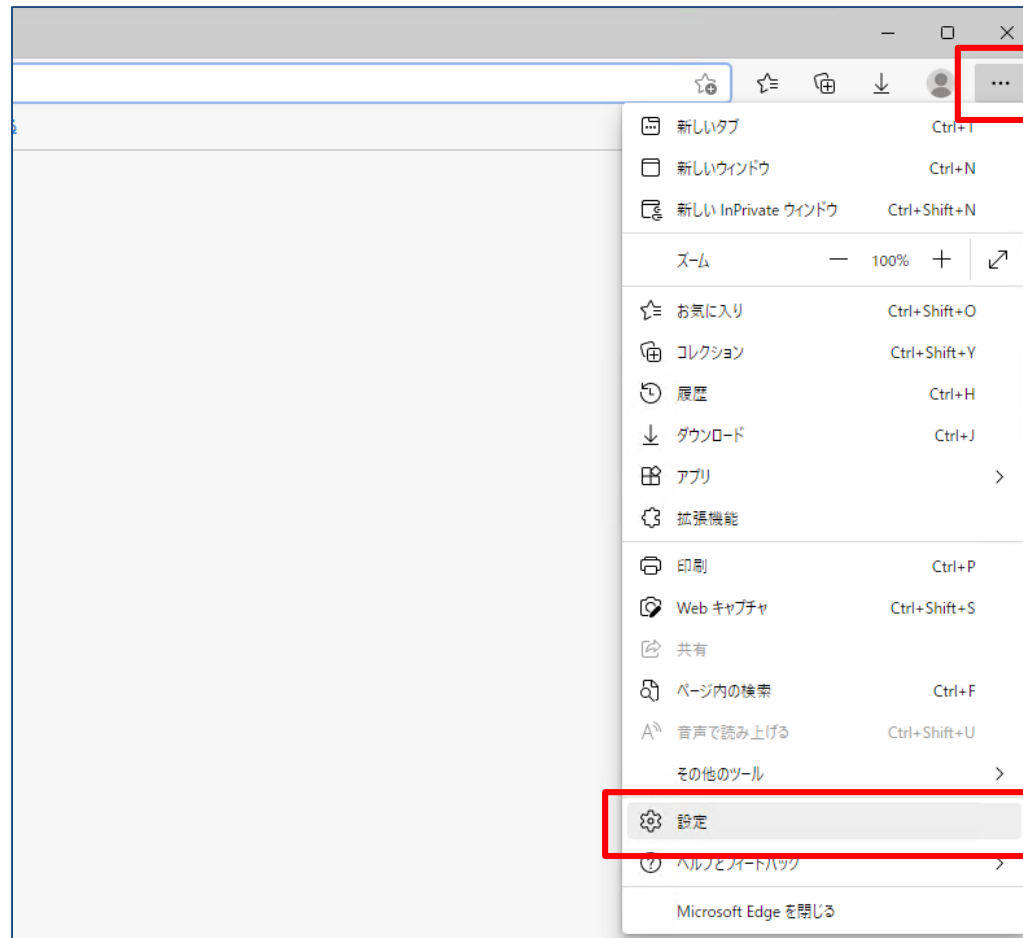 新しいタブ Ctrl+T
新しいウィンドウ Ctrl+N
新しい InPrivate ウィンドウ Ctrl+Shift+N
ズーム 100%
お気に入り Ctrl+Shift+O
コレクション Ctrl+Shift+Y
履歴 Ctrl+H
ダウンロード Ctrl+J
アプリ
拡張機能
印刷 Ctrl+P
Web キャプチャ Ctrl+Shift+S
共有
ページ内の検索 Ctrl+F
音声で読み上げる Ctrl+Shift+U
その他のツール
設定
ヘルプとフィードバック
Microsoft Edge を閉じる